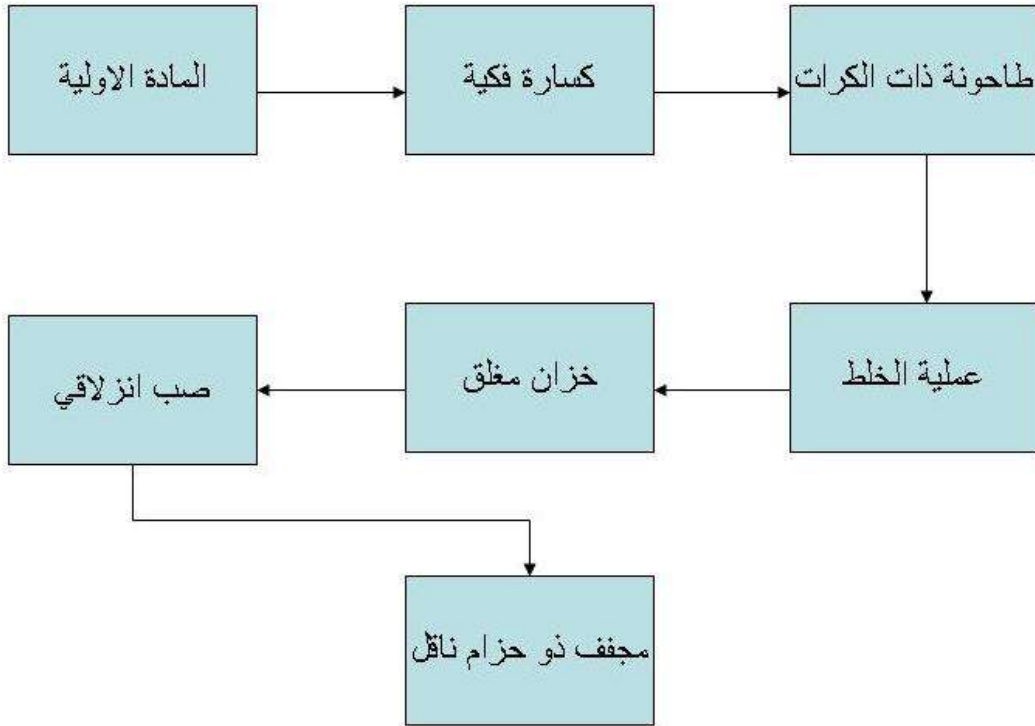 المادة الاولية
كسارة فكية
طاحونة ذات الكرات
عملية الخلط
خزان مغلق
صب انزلاقي
مجفف ذو حزام ناقل